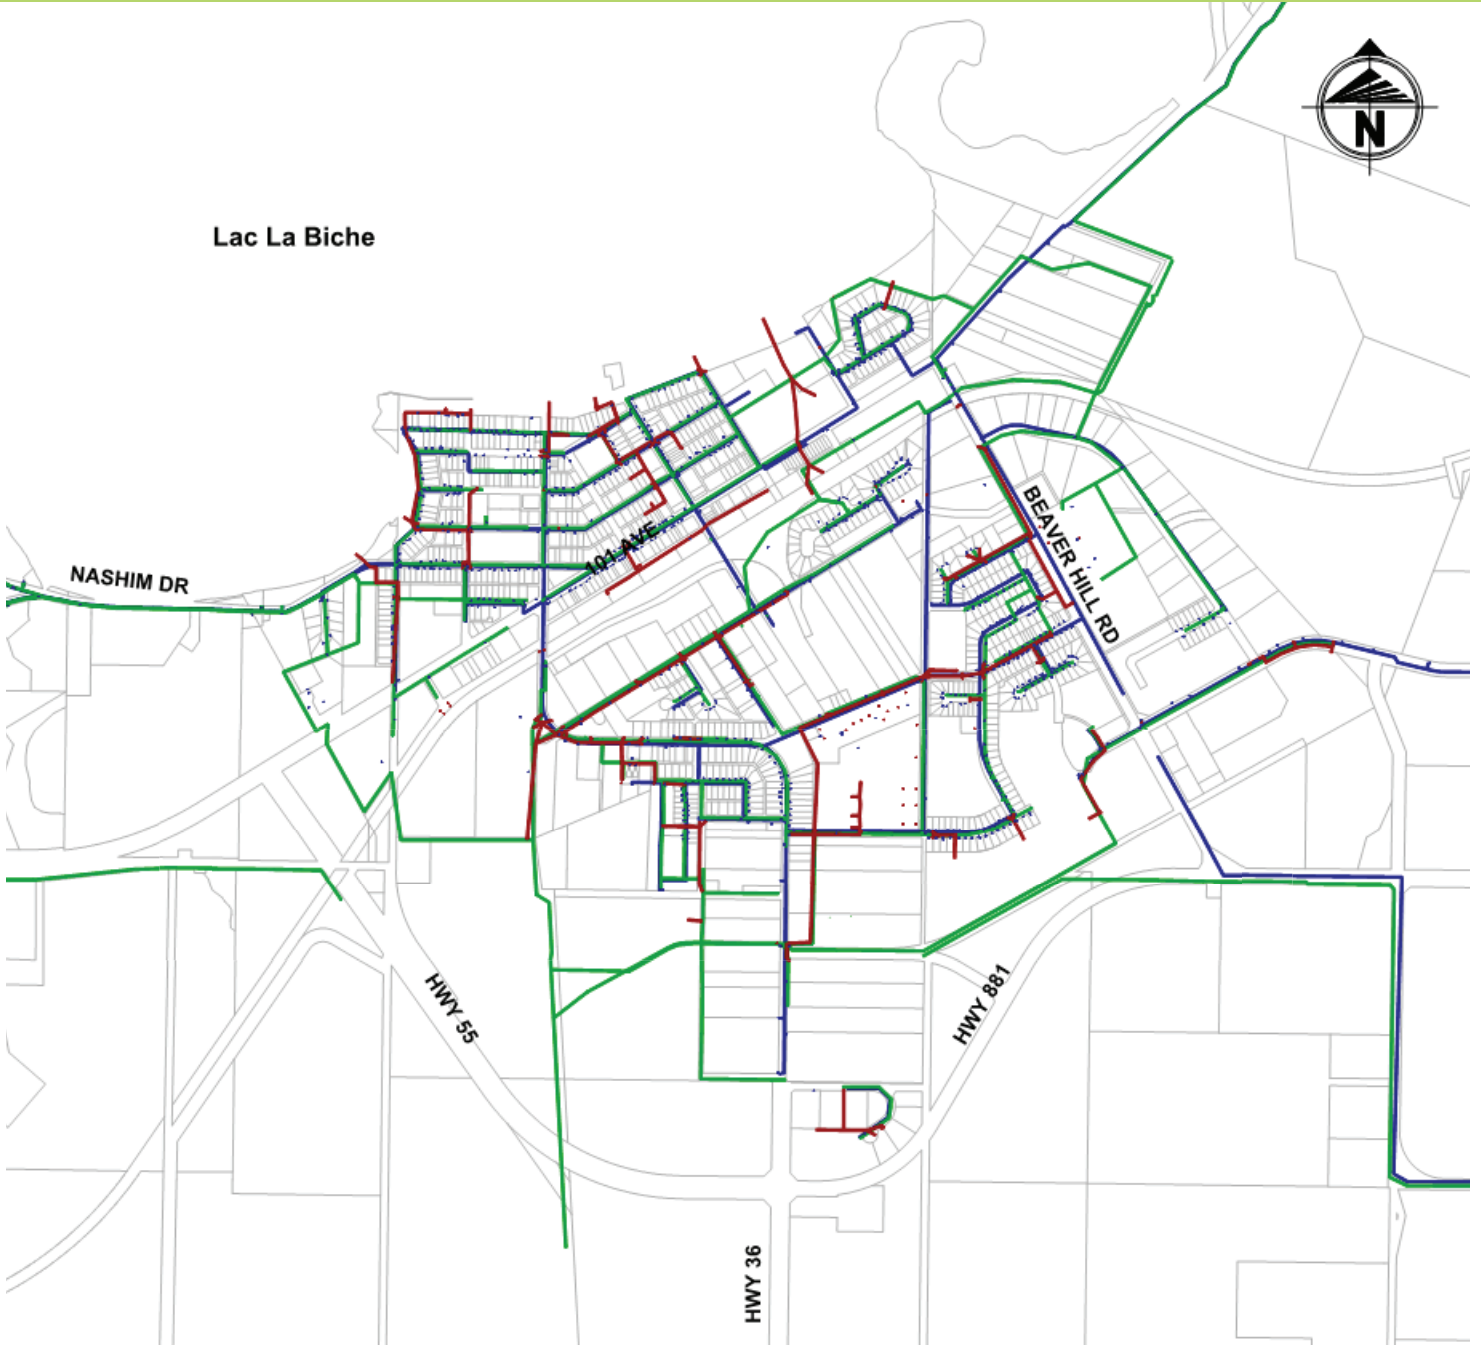 N
Lac La Biche
NASHIM DR
101 AVE
BEAVER HILL RD
HWY 55
HWY 881
HWY 36